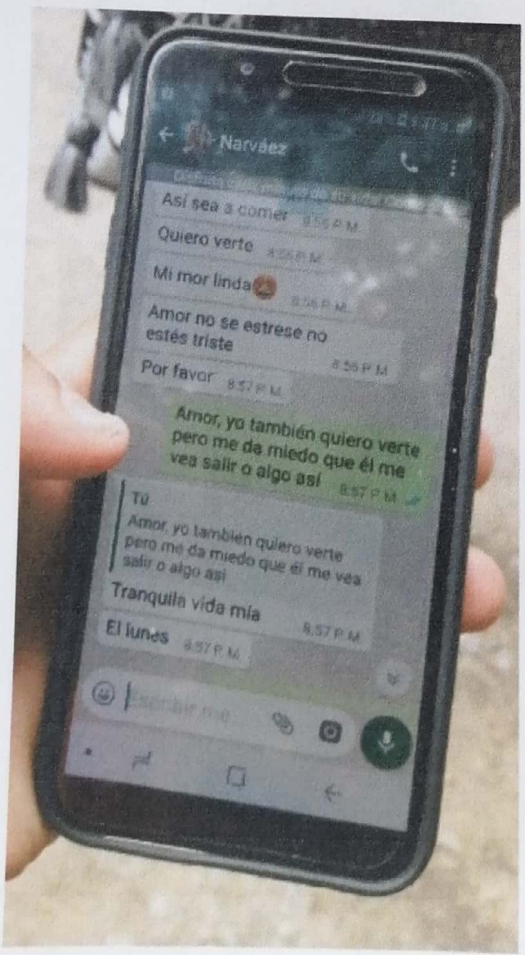 Narváez
Así sea a comer 8:56 P. M.
Quiero verte 8:56 P. M.
Mi mor linda 8:56 P. M.
Amor no se estrese no
estés triste 8:56 P. M.
Por favor 8:57 P. M.
Amor, yo también quiero verte
pero me da miedo que él me
vea salir o algo así 8:57 P. M.
Tú
Amor, yo también quiero verte
pero me da miedo que él me vea
salir o algo así
Tranquila vida mía 8:57 P. M.
El lunes 8:57 P. M.